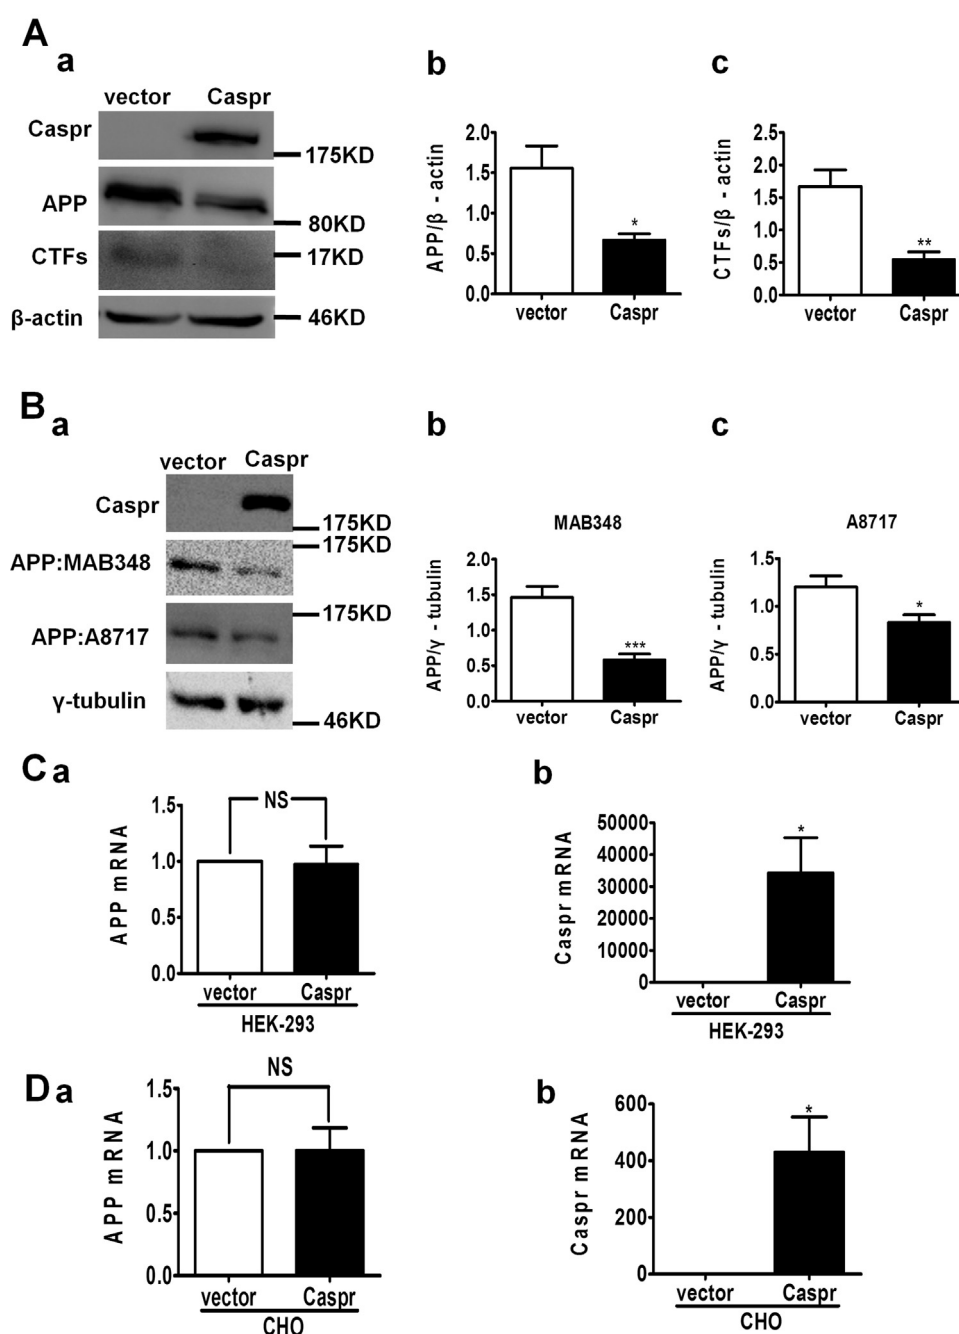 A
a
vector Caspr
Caspr
175KD
APP
80KD
CTFs
17KD
β-actin
46KD
b
APP/β - actin
2.0
1.5
1.0
0.5
0.0
*
vector Caspr
c
CTFs/β - actin
2.5
2.0
1.5
1.0
0.5
0.0
**
vector Caspr
B
a
vector Caspr
Caspr
175KD
175KD
APP:MAB348
175KD
APP:A8717
γ-tubulin
46KD
b
MAB348
APP/γ - tubulin
2.0
1.5
1.0
0.5
0.0
***
vector Caspr
c
A8717
APP/γ - tubulin
1.5
1.0
0.5
0.0
*
vector Caspr
C
a
APP mRNA
1.5
1.0
0.5
0.0
NS
vector Caspr
HEK-293
b
Caspr mRNA
50000
40000
30000
20000
10000
0
*
vector Caspr
HEK-293
D
a
APP mRNA
1.5
1.0
0.5
0.0
NS
vector Caspr
CHO
b
Caspr mRNA
600
400
200
0
*
vector Caspr
CHO